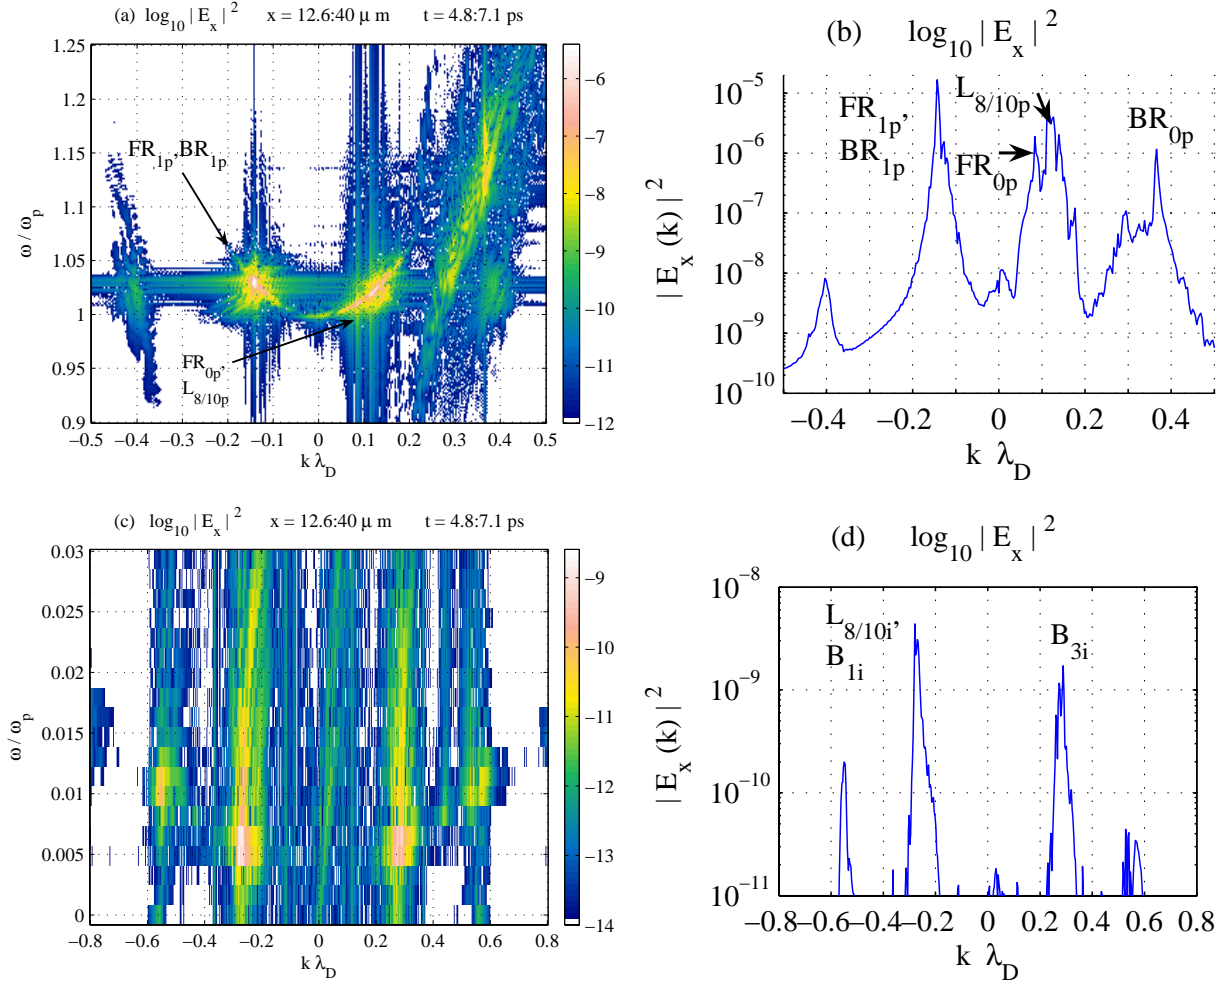 (a) log₁₀ | Eₓ | ² x = 12.6:40 μ m t = 4.8:7.1 ps
1.25
1.2
1.15
1.1
1.05
1
0.95
0.9
ω / ωₚ
FR₁ₚ,BR₁ₚ
FR₀ₚ,
L₈/₁₀ₚ
−0.5 −0.4 −0.3 −0.2 −0.1 0 0.1 0.2 0.3 0.4 0.5
k λ_D
−6
−7
−8
−9
−10
−11
−12
(b) log₁₀ | Eₓ | ²
| Eₓ (k) | ²
10⁻⁵
10⁻⁶
10⁻⁷
10⁻⁸
10⁻⁹
10⁻¹⁰
FR₁ₚ,
BR₁ₚ
L₈/₁₀ₚ
FR₀ₚ
BR₀ₚ
−0.4 −0.2 0 0.2 0.4
k λ_D
(c) log₁₀ | Eₓ | ² x = 12.6:40 μ m t = 4.8:7.1 ps
0.03
0.025
0.02
0.015
0.01
0.005
0
ω / ωₚ
−0.8 −0.6 −0.4 −0.2 0 0.2 0.4 0.6 0.8
k λ_D
−9
−10
−11
−12
−13
−14
(d) log₁₀ | Eₓ | ²
| Eₓ (k) | ²
10⁻⁸
10⁻⁹
10⁻¹⁰
10⁻¹¹
L₈/₁₀ᵢ,
B₁ᵢ
B₃ᵢ
−0.8 −0.6 −0.4 −0.2 0 0.2 0.4 0.6 0.8
k λ_D